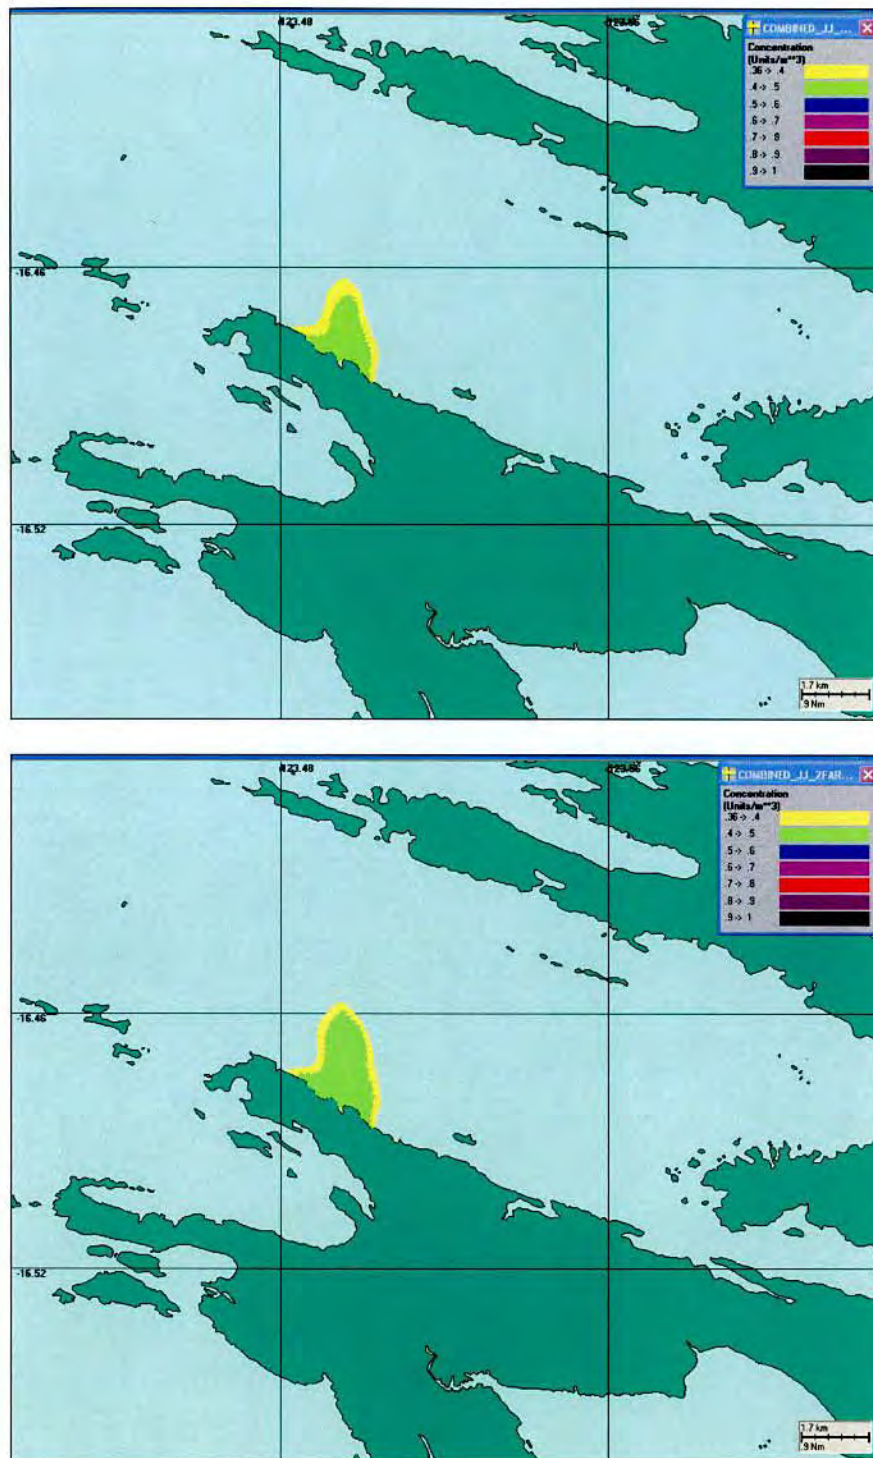 123.48
COMBINED_JJ_...
Concentration
(Units/m**3)
.36 -> .4
.4 -> .5
.5 -> .6
.6 -> .7
.7 -> .8
.8 -> .9
.9 -> 1
-16.46
-16.52
1.7 km
.9 Nm
123.48
COMBINED_JJ_2FAR...
Concentration
(Units/m**3)
.36 -> .4
.4 -> .5
.5 -> .6
.6 -> .7
.7 -> .8
.8 -> .9
.9 -> 1
-16.46
-16.52
1.7 km
.9 Nm